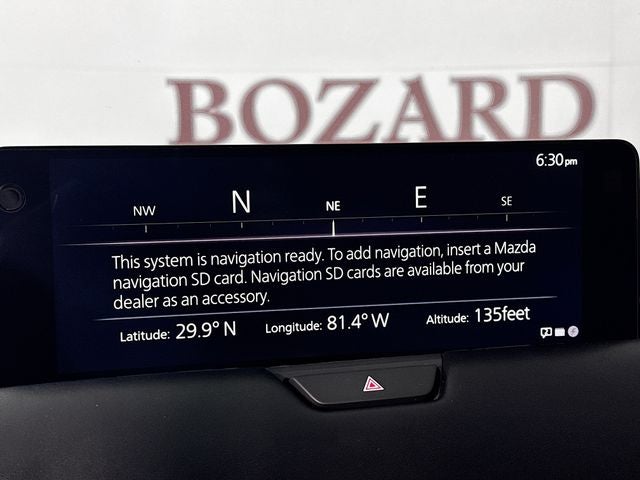 BOZARD
6:30pm
NW N NE E SE
This system is navigation ready. To add navigation, insert a Mazda
navigation SD card. Navigation SD cards are available from your
dealer as an accessory.
Latitude: 29.9° N Longitude: 81.4° W Altitude: 135feet